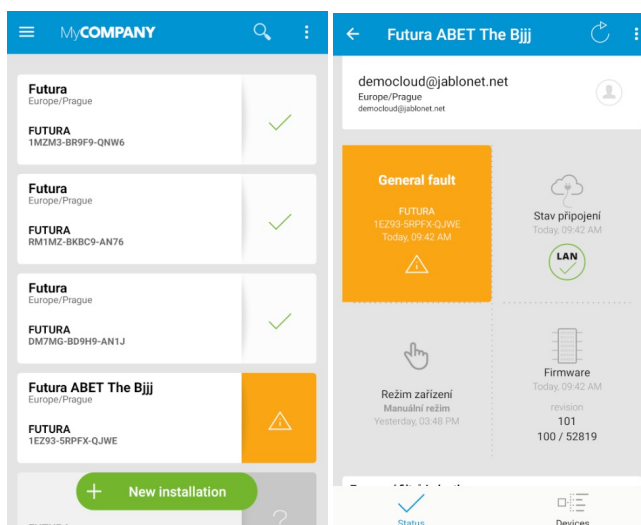 MyCOMPANY
Futura
Europe/Prague
FUTURA
1MZM3-BR9F9-QNW6
Futura
Europe/Prague
FUTURA
RM1MZ-BKBC9-AN76
Futura
Europe/Prague
FUTURA
DM7MG-BD9H9-AN1J
Futura ABET The Bjjj
Europe/Prague
FUTURA
1EZ93-5RPFX-QJWE
+ New installation
?
Futura ABET The Bjjj
democloud@jablonet.net
Europe/Prague
democloud@jablonet.net
General fault
FUTURA
1EZ93-5RPFX-QJWE
Today, 09:42 AM
Stav připojení
Today, 09:42 AM
LAN
Režim zařízení
Manuální režim
Yesterday, 03:48 PM
Firmware
Today, 09:42 AM
revision
101
100 / 52819
Status
Devices